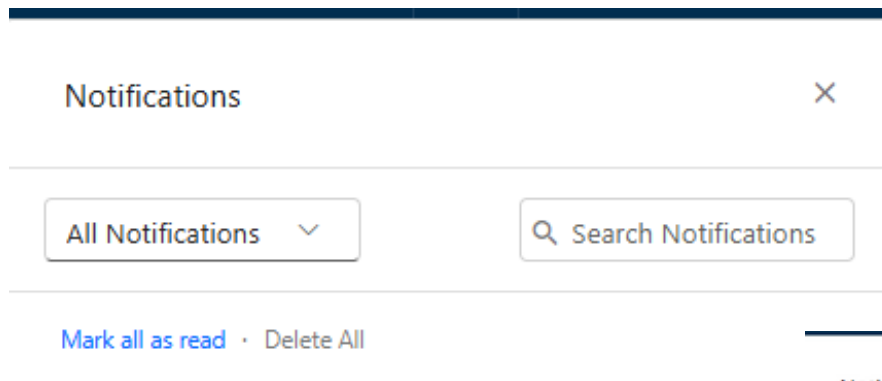 Notifications
All Notifications
Search Notifications
Mark all as read · Delete All